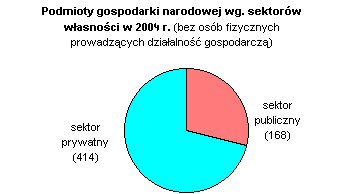 Podmioty gospodarki narodowej wg. sektorów
własności w 2004 r. (bez osób fizycznych
prowadzących działalność gospodarczą)
sektor
publiczny
(168)
sektor
prywatny
(414)